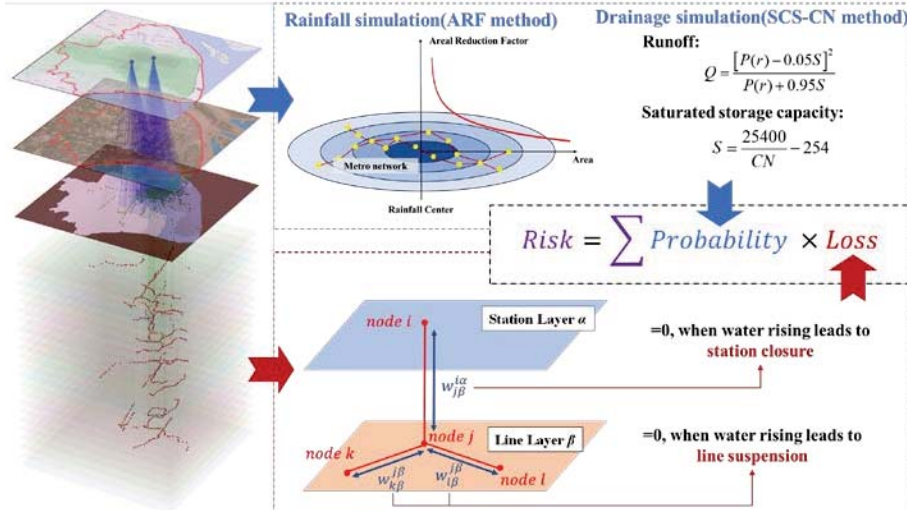 Rainfall simulation(ARF method)
Drainage simulation(SCS-CN method)
Areal Reduction Factor
Area
Metro network
Rainfall Center
Runoff:
Q = [P(r) − 0.05S]² / P(r) + 0.95S
Saturated storage capacity:
S = 25400 / CN − 254
Risk = ∑ Probability × Loss
node i
Station Layer α
w_{jβ}^{iα}
=0, when water rising leads to
station closure
node j
Line Layer β
node k
w_{kβ}^{jβ}
w_{lβ}^{jβ}
node l
=0, when water rising leads to
line suspension